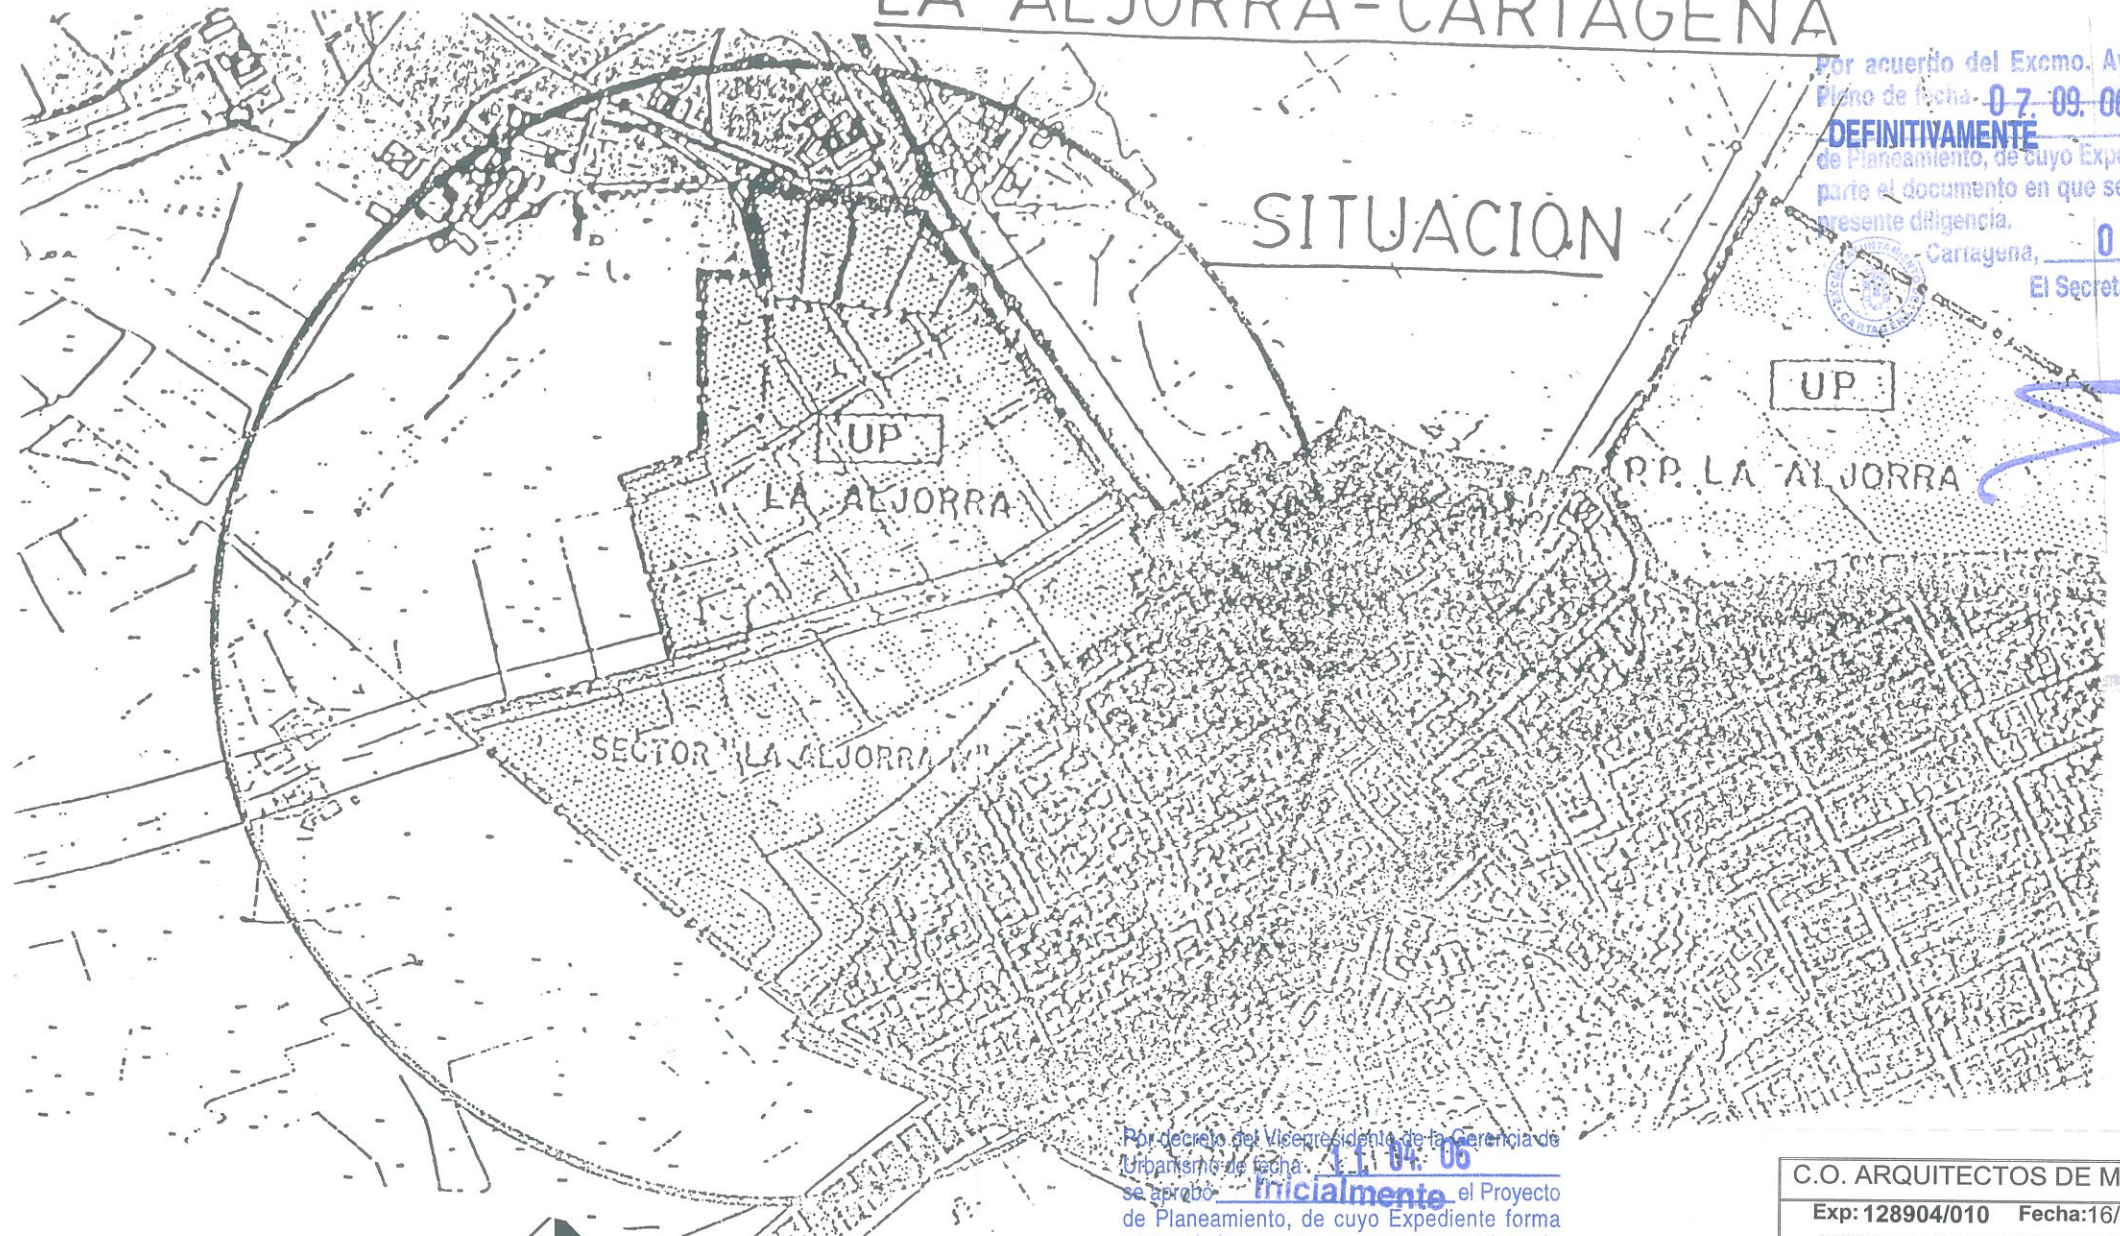 LA ALJORRA-CARTAGENA
Por acuerdo del Excmo. Ay
Pleno de fecha 07. 09. 06
DEFINITIVAMENTE
de Planeamiento, de cuyo Expe
parte el documento en que se
presente diligencia.
Cartagena, 0
El Secret
SITUACION
UP
P.P. LA ALJORRA
UP
LA ALJORRA
SECTOR "LA ALJORRA
Por decreto del Vicepresidente de la Gerencia de
Urbanismo de fecha 11. 04. 06
se aprobó Inicialmente el Proyecto
de Planeamiento, de cuyo Expediente forma
C.O. ARQUITECTOS DE M
Exp: 128904/010 Fecha:16/